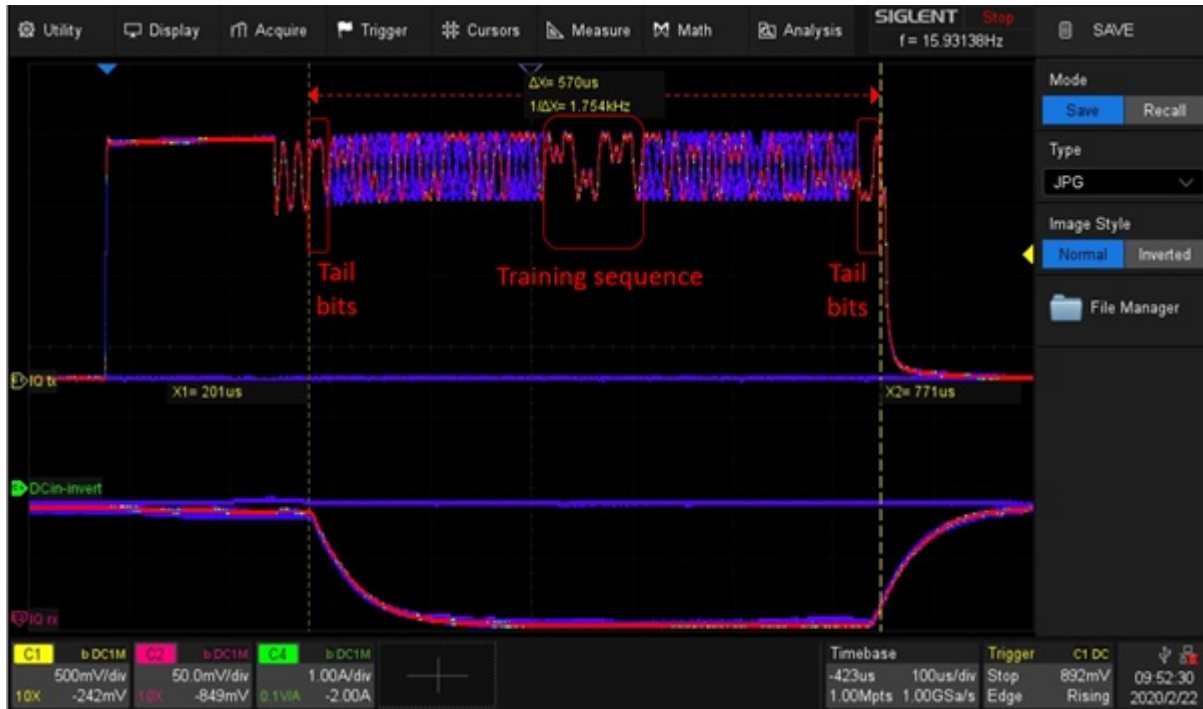 Utility Display Acquire Trigger Cursors Measure Math Analysis
SIGLENT Stop
f = 15.93138Hz
SAVE
Mode
Save Recall
Type
JPG
Image Style
Normal Inverted
File Manager
ΔX= 570us
1/ΔX= 1.754kHz
Tail
bits
Training sequence
Tail
bits
IQ tx
X1= 201us
X2= 771us
DCin-invert
IQ rx
C1 b DC1M
500mV/div
10X -242mV
C2 b DC1M
50.0mV/div
10X -849mV
C4 b DC1M
1.00A/div
0.1V/A -2.00A
Timebase
-423us 100us/div
1.00Mpts 1.00GSa/s
Trigger C1 DC
Stop 892mV
Edge Rising
09:52:30
2020/2/22